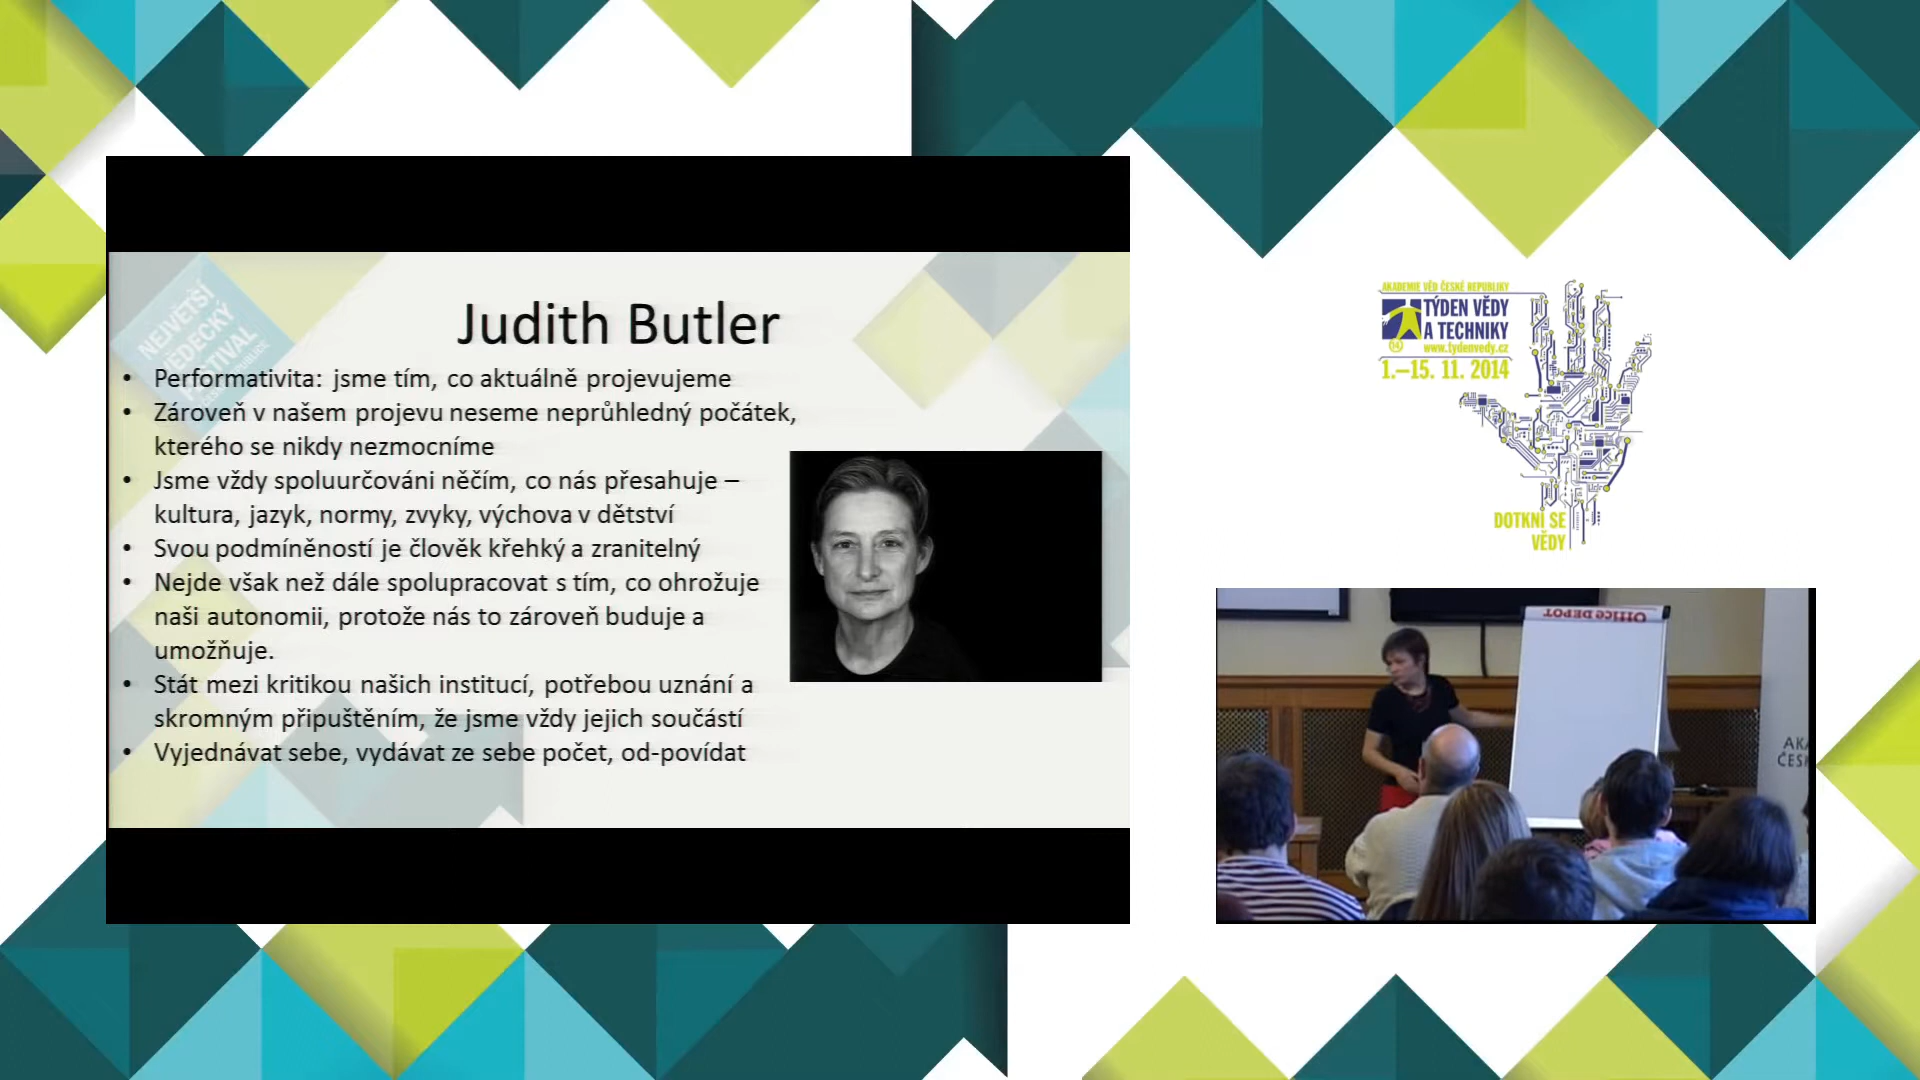 Judith Butler
• Performativita: jsme tím, co aktuálně projevujeme
• Zároveň v našem projevu neseme neprůhledný počátek,
kterého se nikdy nezmocníme
• Jsme vždy spoluurčováni něčím, co nás přesahuje –
kultura, jazyk, normy, zvyky, výchova v dětství
• Svou podmíněností je člověk křehký a zranitelný
• Nejde však než dále spolupracovat s tím, co ohrožuje
naši autonomii, protože nás to zároveň buduje a
umožňuje.
• Stát mezi kritikou našich institucí, potřebou uznání a
skromným připuštěním, že jsme vždy jejich součástí
• Vyjednávat sebe, vydávat ze sebe počet, od-povídat
NEJVĚTŠÍ
VĚDECKÝ
FESTIVAL
AKADEMIE VĚD ČESKÉ REPUBLIKY
TÝDEN VĚDY
A TECHNIKY
www.tydenvedy.cz
1.–15. 11. 2014
DOTKNI SE
VĚDY
Office DEPOT